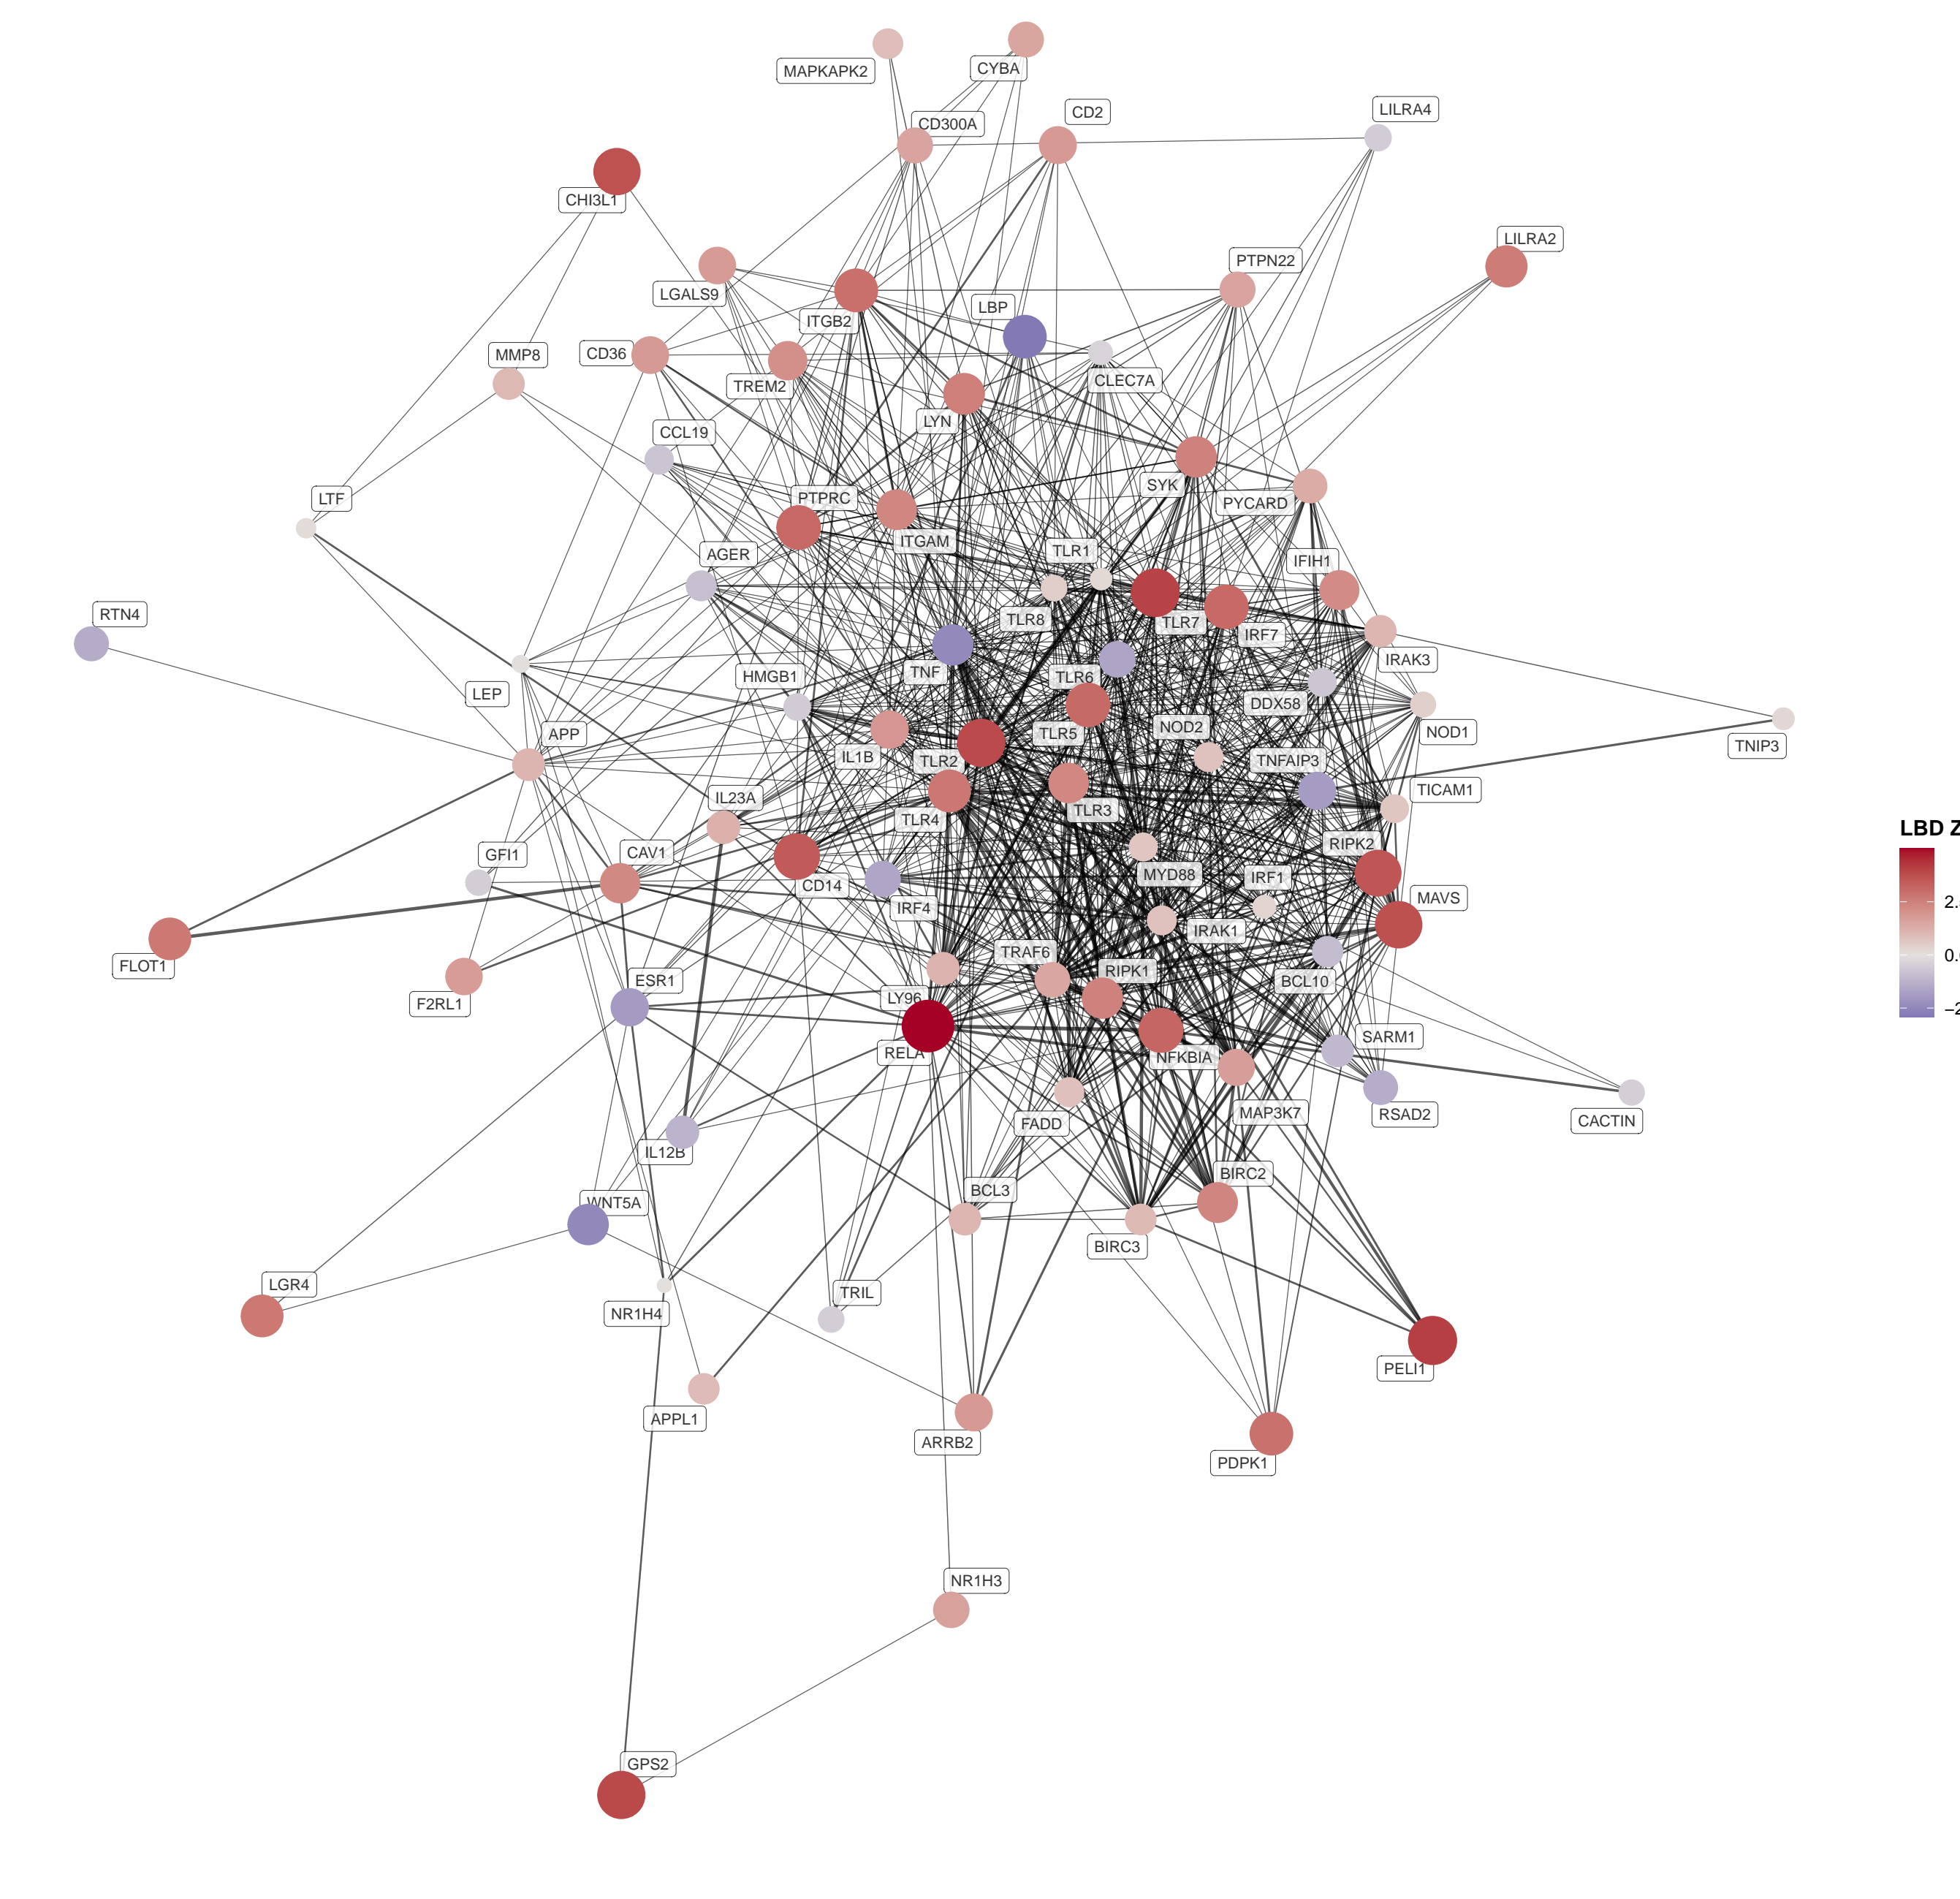 MAPKAPK2
CYBA
CD300A
CD2
LILRA4
CHI3L1
LILRA2
PTPN22
LGALS9
ITGB2
LBP
MMP8
CD36
TREM2
CLEC7A
LYN
CCL19
LTF
PTPRC
SYK
PYCARD
ITGAM
AGER
TLR1
IFIH1
RTN4
TLR8
TLR7
IRF7
IRAK3
HMGB1
TNF
TLR6
LEP
DDX58
APP
TLR5
NOD2
NOD1
TNIP3
IL1B
TLR2
TNFAIP3
IL23A
TICAM1
TLR4
TLR3
LBD Z
GFI1
CAV1
RIPK2
MYD88
IRF1
CD14
2.
MAVS
IRF4
IRAK1
TRAF6
0.
FLOT1
RIPK1
ESR1
BCL10
F2RL1
LY96
−2
SARM1
RELA
NFKBIA
MAP3K7
RSAD2
CACTIN
FADD
IL12B
BIRC2
BCL3
WNT5A
BIRC3
LGR4
TRIL
NR1H4
PELI1
APPL1
ARRB2
PDPK1
NR1H3
GPS2